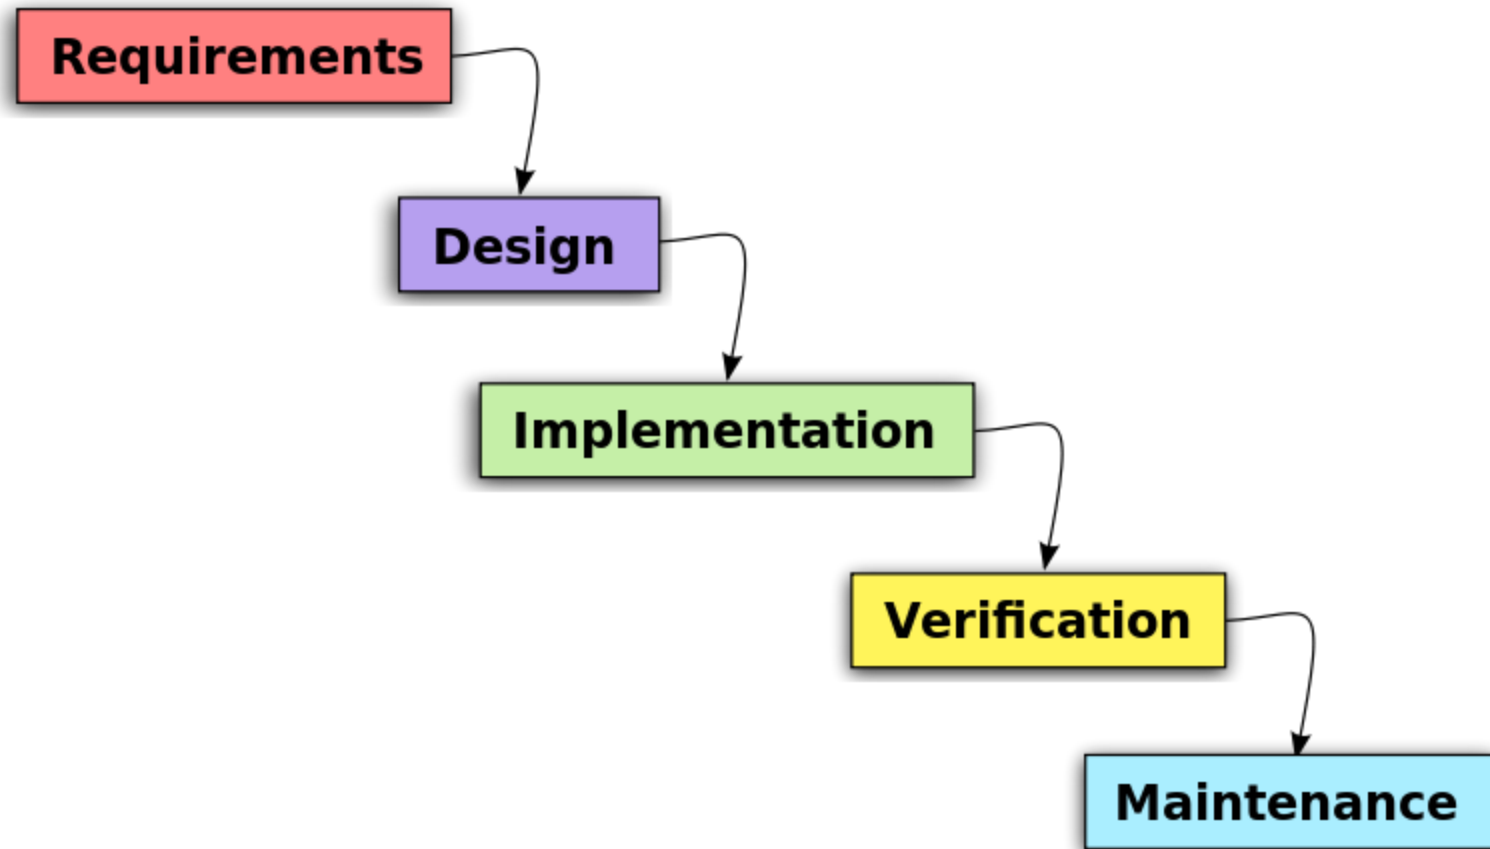 Requirements
Design
Implementation
Verification
Maintenance